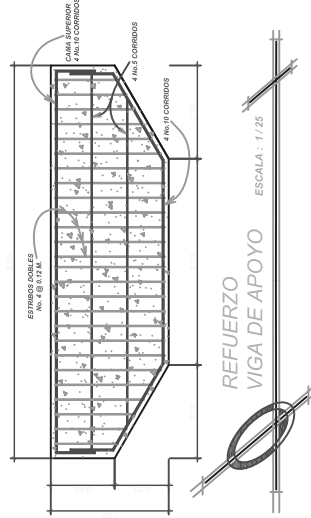 CAMA SUPERIOR
4 No.10 CORRIDOS
4 No.5 CORRIDOS
4 No.10 CORRIDOS
ESTRIBOS DOBLES
No. 4 @ 0.12 M.
REFUERZO
VIGA DE APOYO
ESCALA : 1 / 25